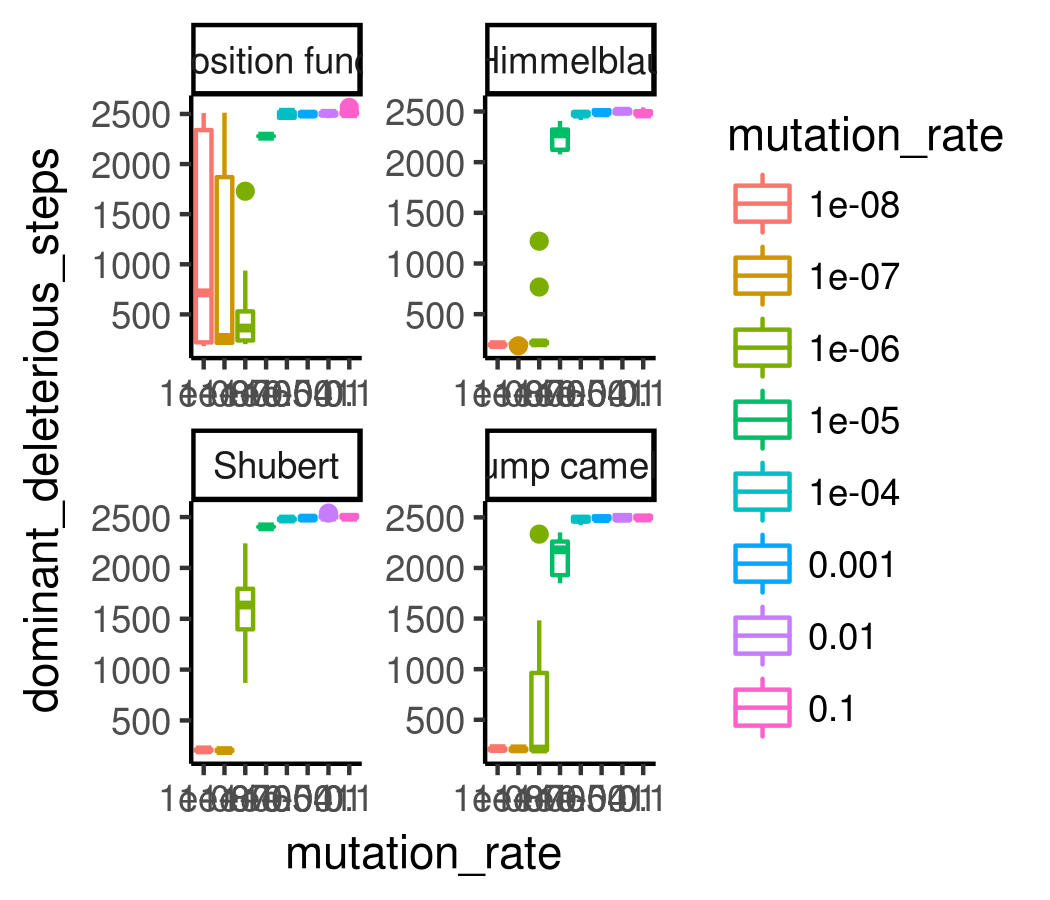 osition func
Himmelblau
2500
2000
1500
1000
500
2500
2000
1500
1000
500
Shubert
ump came
2500
2000
1500
1000
500
2500
2000
1500
1000
500
dominant_deleterious_steps
mutation_rate
mutation_rate
1e-08
1e-07
1e-06
1e-05
1e-04
0.001
0.01
0.1